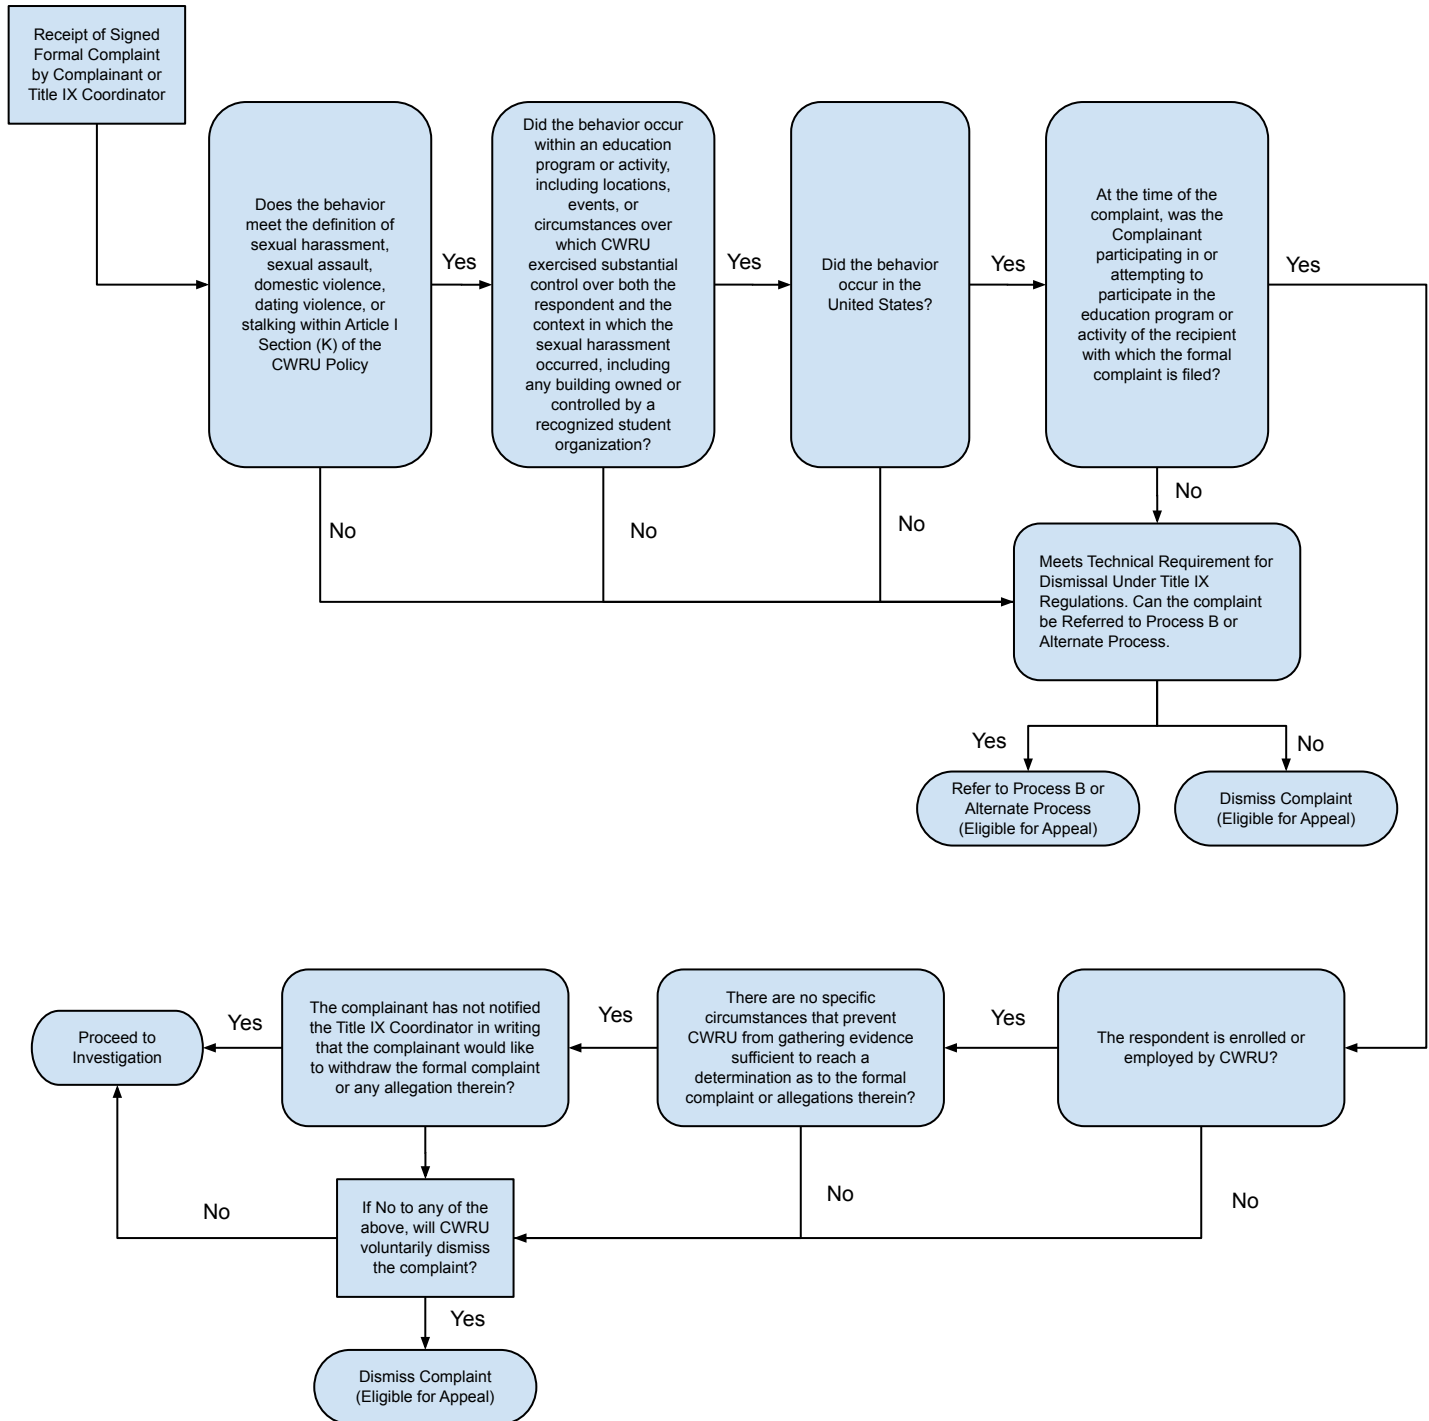 Receipt of Signed
Formal Complaint
by Complainant or
Title IX Coordinator
Does the behavior
meet the definition of
sexual harassment,
sexual assault,
domestic violence,
dating violence, or
stalking within Article I
Section (K) of the
CWRU Policy
Yes
No
Did the behavior occur
within an education
program or activity,
including locations,
events, or
circumstances over
which CWRU
exercised substantial
control over both the
respondent and the
context in which the
sexual harassment
occurred, including
any building owned or
controlled by a
recognized student
organization?
Yes
No
Did the behavior
occur in the
United States?
Yes
No
At the time of the
complaint, was the
Complainant
participating in or
attempting to
participate in the
education program or
activity of the recipient
with which the formal
complaint is filed?
Yes
No
Meets Technical Requirement for
Dismissal Under Title IX
Regulations. Can the complaint
be Referred to Process B or
Alternate Process.
Yes
No
Refer to Process B or
Alternate Process
(Eligible for Appeal)
Dismiss Complaint
(Eligible for Appeal)
The respondent is enrolled or
employed by CWRU?
Yes
No
There are no specific
circumstances that prevent
CWRU from gathering evidence
sufficient to reach a
determination as to the formal
complaint or allegations therein?
Yes
No
The complainant has not notified
the Title IX Coordinator in writing
that the complainant would like
to withdraw the formal complaint
or any allegation therein?
Yes
Proceed to
Investigation
If No to any of the
above, will CWRU
voluntarily dismiss
the complaint?
No
Yes
Dismiss Complaint
(Eligible for Appeal)